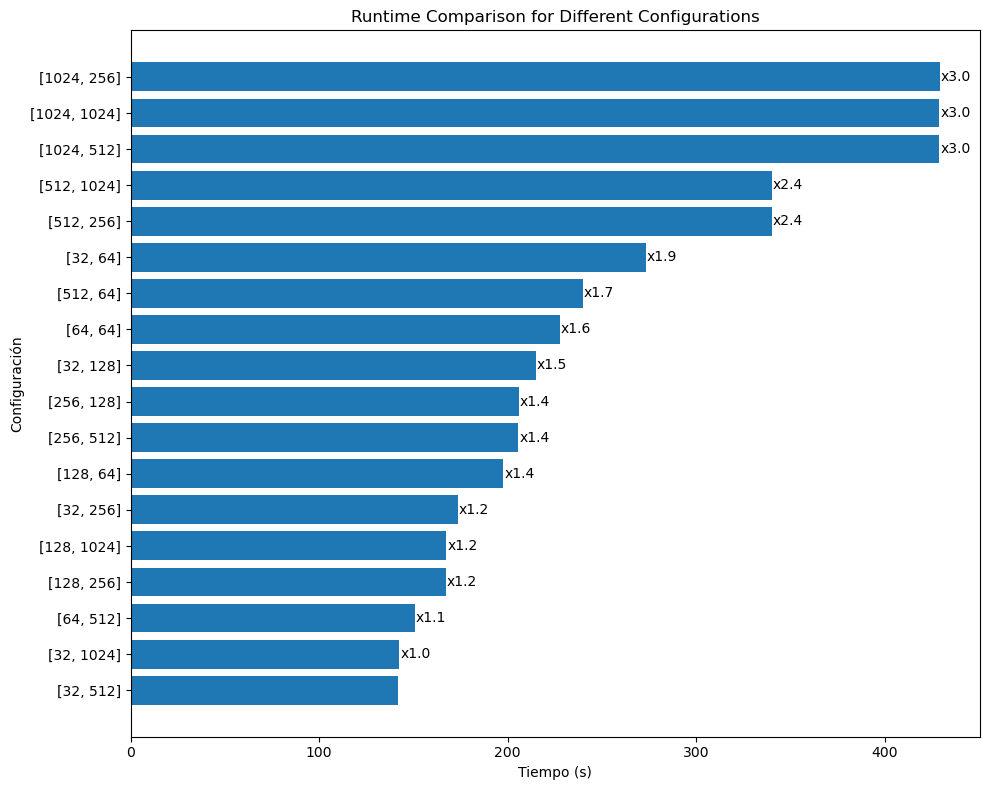 Runtime Comparison for Different Configurations
[1024, 256] x3.0
[1024, 1024] x3.0
[1024, 512] x3.0
[512, 1024] x2.4
[512, 256] x2.4
[32, 64] x1.9
[512, 64] x1.7
[64, 64] x1.6
[32, 128] x1.5
[256, 128] x1.4
[256, 512] x1.4
[128, 64] x1.4
[32, 256] x1.2
[128, 1024] x1.2
[128, 256] x1.2
[64, 512] x1.1
[32, 1024] x1.0
[32, 512]
Configuración
0 100 200 300 400
Tiempo (s)